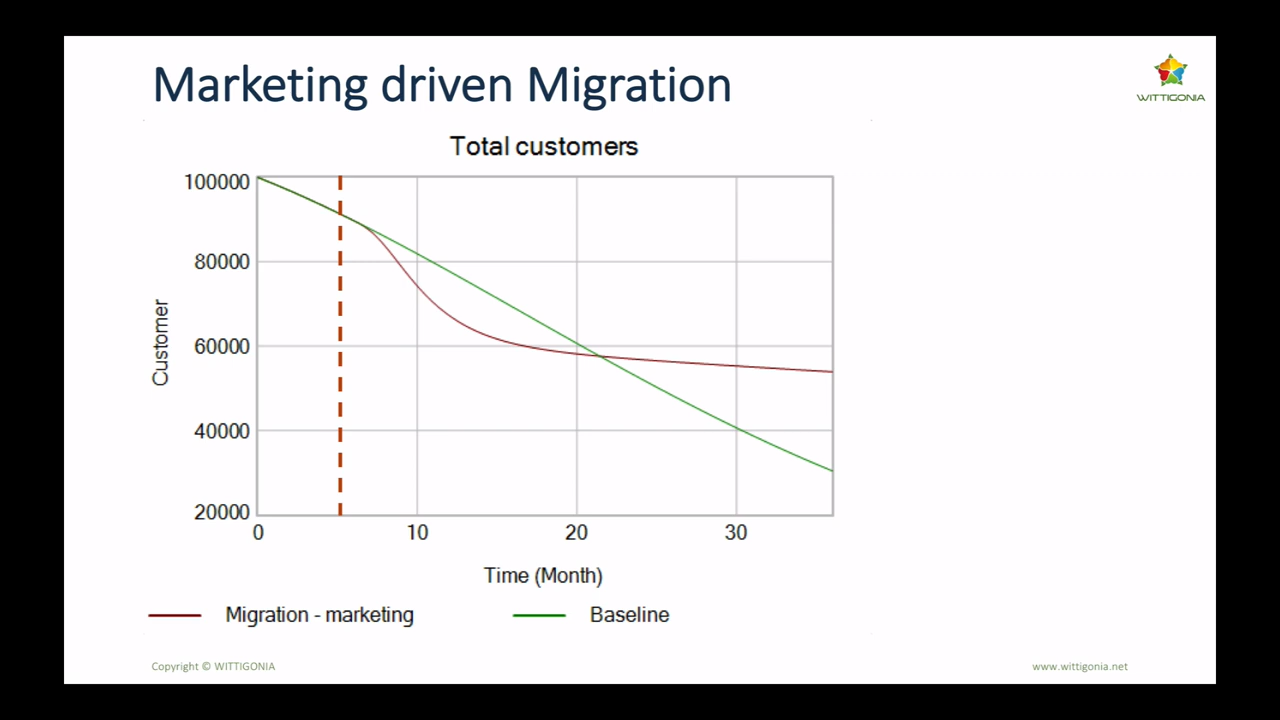 Marketing driven Migration
WITTIGONIA
Total customers
100000
80000
60000
40000
20000
Customer
0 10 20 30
Time (Month)
Migration - marketing Baseline
Copyright © WITTIGONIA www.wittigonia.net